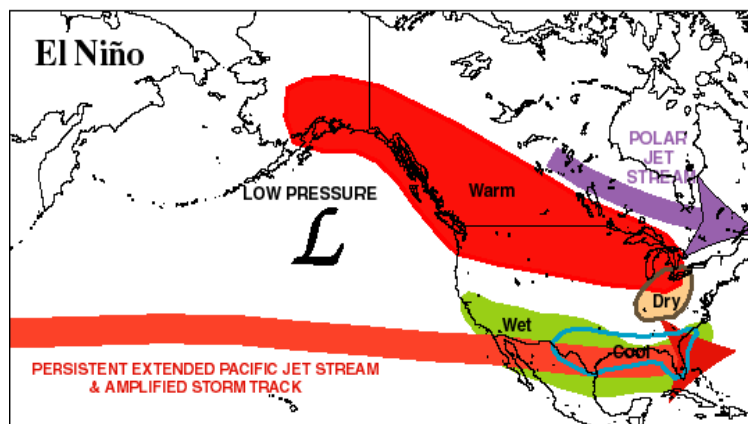 El Niño
POLAR
JET
STREAM
LOW PRESSURE
L
Warm
Dry
Wet
Cool
PERSISTENT EXTENDED PACIFIC JET STREAM
& AMPLIFIED STORM TRACK